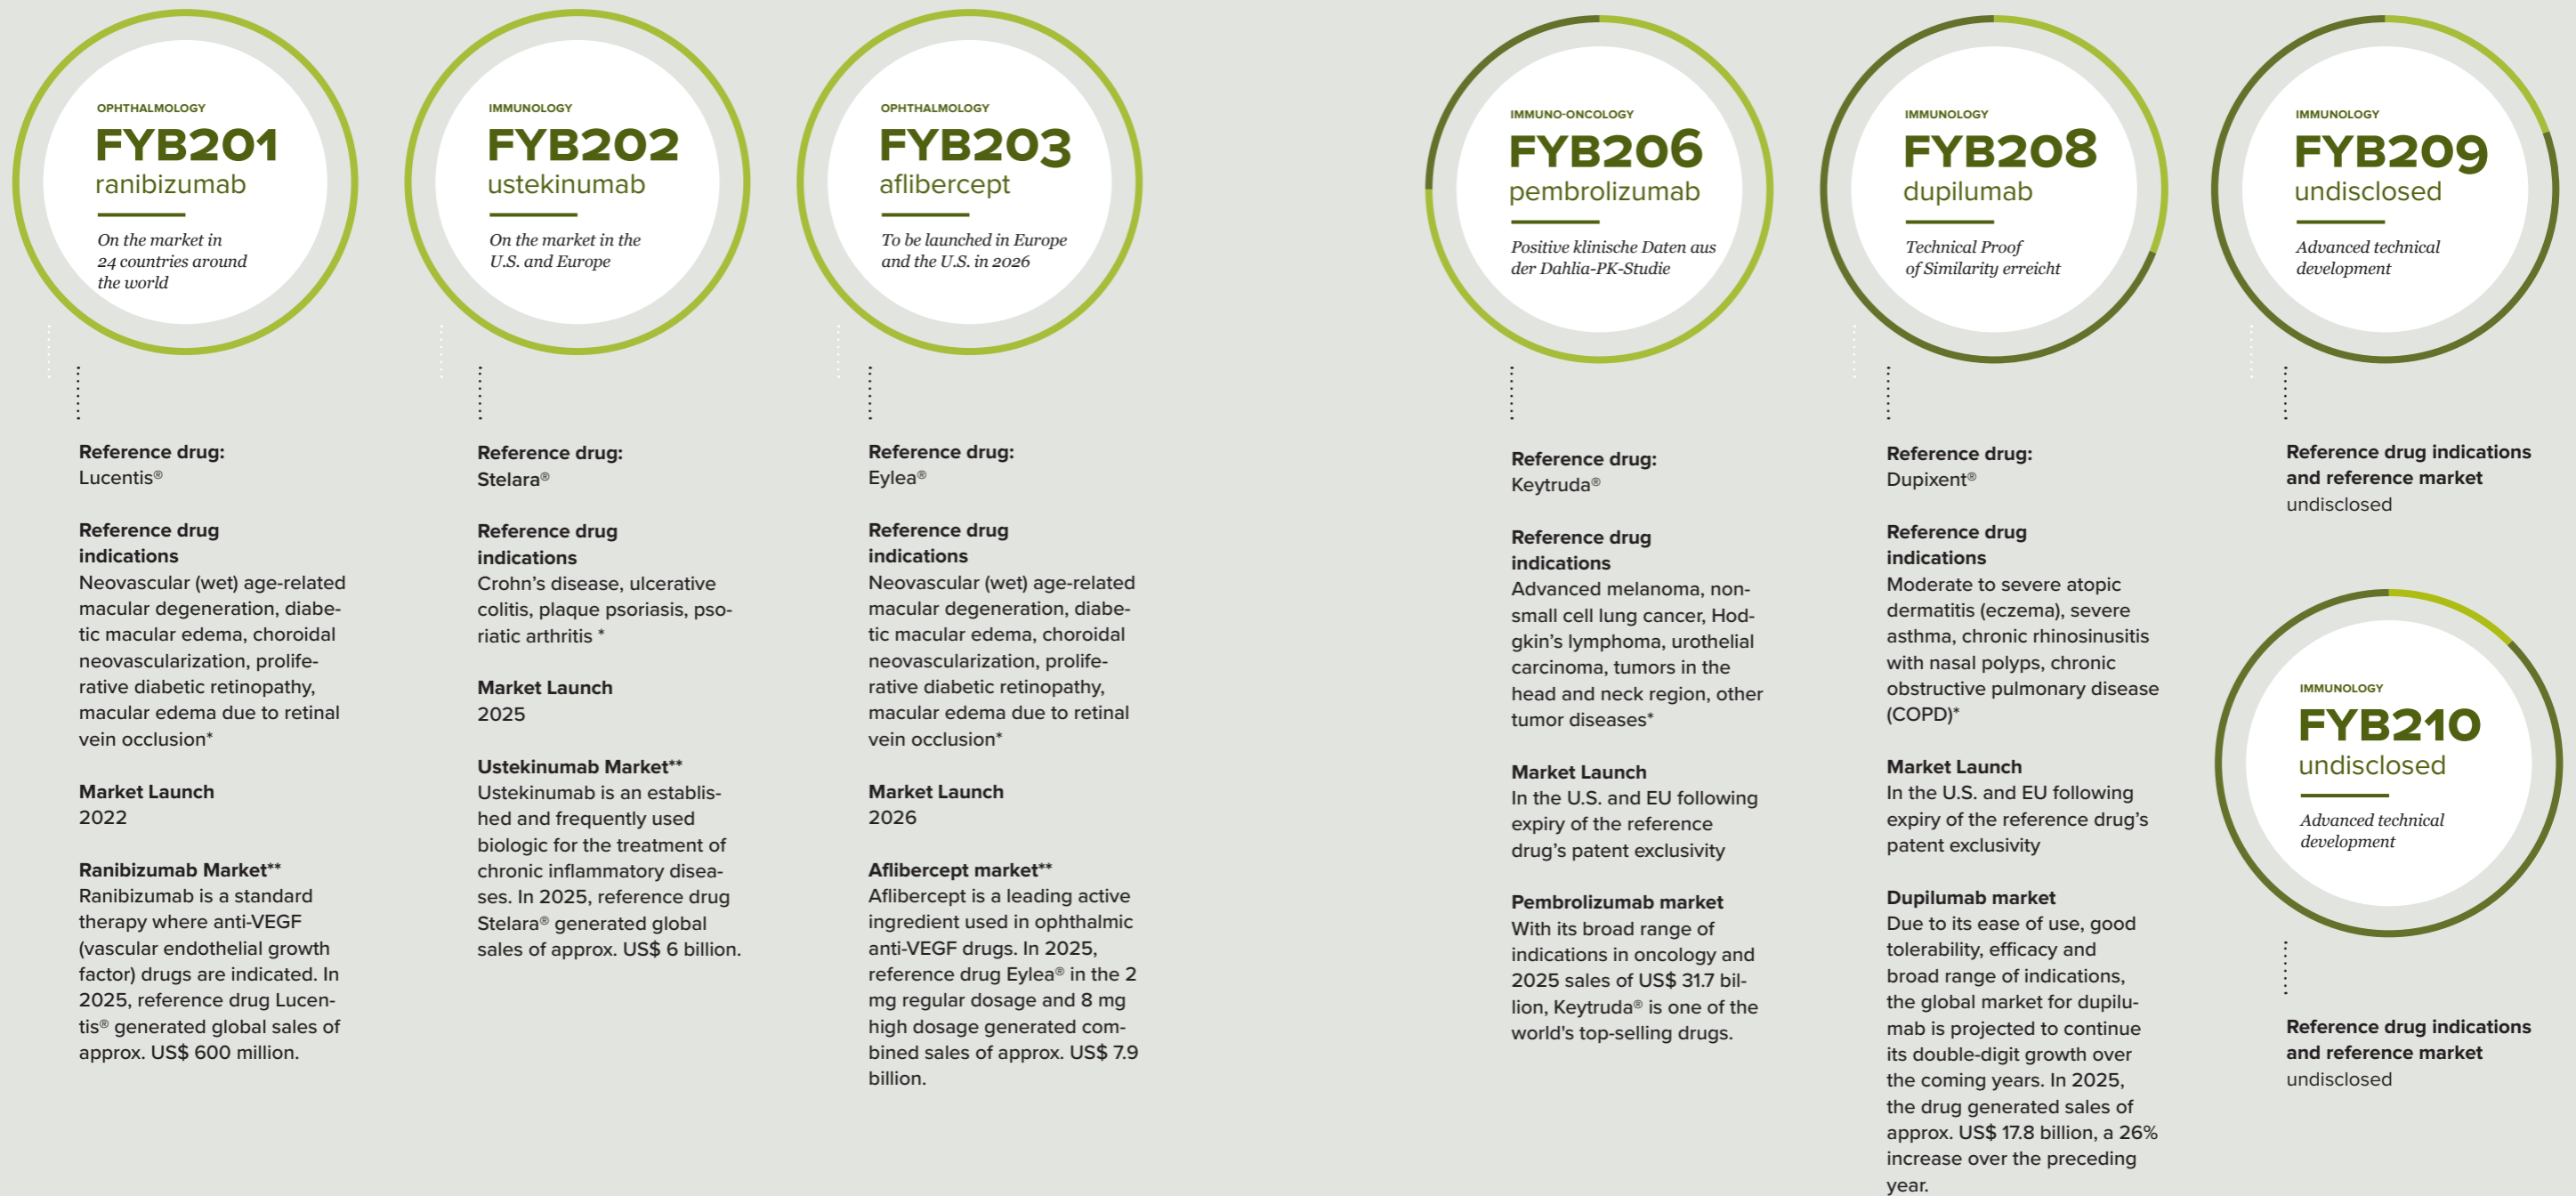 OPHTHALMOLOGY
FYB201
ranibizumab
On the market in
24 countries around
the world
Reference drug:
Lucentis®
Reference drug
indications
Neovascular (wet) age-related
macular degeneration, diabe-
tic macular edema, choroidal
neovascularization, prolife-
rative diabetic retinopathy,
macular edema due to retinal
vein occlusion*
Market Launch
2022
Ranibizumab Market**
Ranibizumab is a standard
therapy where anti-VEGF
(vascular endothelial growth
factor) drugs are indicated. In
2025, reference drug Lucen-
tis® generated global sales of
approx. US$ 600 million.
IMMUNOLOGY
FYB202
ustekinumab
On the market in the
U.S. and Europe
Reference drug:
Stelara®
Reference drug
indications
Crohn’s disease, ulcerative
colitis, plaque psoriasis, pso-
riatic arthritis *
Market Launch
2025
Ustekinumab Market**
Ustekinumab is an establis-
hed and frequently used
biologic for the treatment of
chronic inflammatory disea-
ses. In 2025, reference drug
Stelara® generated global
sales of approx. US$ 6 billion.
OPHTHALMOLOGY
FYB203
aflibercept
To be launched in Europe
and the U.S. in 2026
Reference drug:
Eylea®
Reference drug
indications
Neovascular (wet) age-related
macular degeneration, diabe-
tic macular edema, choroidal
neovascularization, prolife-
rative diabetic retinopathy,
macular edema due to retinal
vein occlusion*
Market Launch
2026
Aflibercept market**
Aflibercept is a leading active
ingredient used in ophthalmic
anti-VEGF drugs. In 2025,
reference drug Eylea® in the 2
mg regular dosage and 8 mg
high dosage generated com-
bined sales of approx. US$ 7.9
billion.
IMMUNO-ONCOLOGY
FYB206
pembrolizumab
Positive klinische Daten aus
der Dahlia-PK-Studie
Reference drug:
Keytruda®
Reference drug
indications
Advanced melanoma, non-
small cell lung cancer, Hod-
gkin’s lymphoma, urothelial
carcinoma, tumors in the
head and neck region, other
tumor diseases*
Market Launch
In the U.S. and EU following
expiry of the reference
drug’s patent exclusivity
Pembrolizumab market
With its broad range of
indications in oncology and
2025 sales of US$ 31.7 bil-
lion, Keytruda® is one of the
world's top-selling drugs.
IMMUNOLOGY
FYB208
dupilumab
Technical Proof
of Similarity erreicht
Reference drug:
Dupixent®
Reference drug
indications
Moderate to severe atopic
dermatitis (eczema), severe
asthma, chronic rhinosinusitis
with nasal polyps, chronic
obstructive pulmonary disease
(COPD)*
Market Launch
In the U.S. and EU following
expiry of the reference drug’s
patent exclusivity
Dupilumab market
Due to its ease of use, good
tolerability, efficacy and
broad range of indications,
the global market for dupilu-
mab is projected to continue
its double-digit growth over
the coming years. In 2025,
the drug generated sales of
approx. US$ 17.8 billion, a 26%
increase over the preceding
year.
IMMUNOLOGY
FYB209
undisclosed
Advanced technical
development
Reference drug indications
and reference market
undisclosed
IMMUNOLOGY
FYB210
undisclosed
Advanced technical
development
Reference drug indications
and reference market
undisclosed